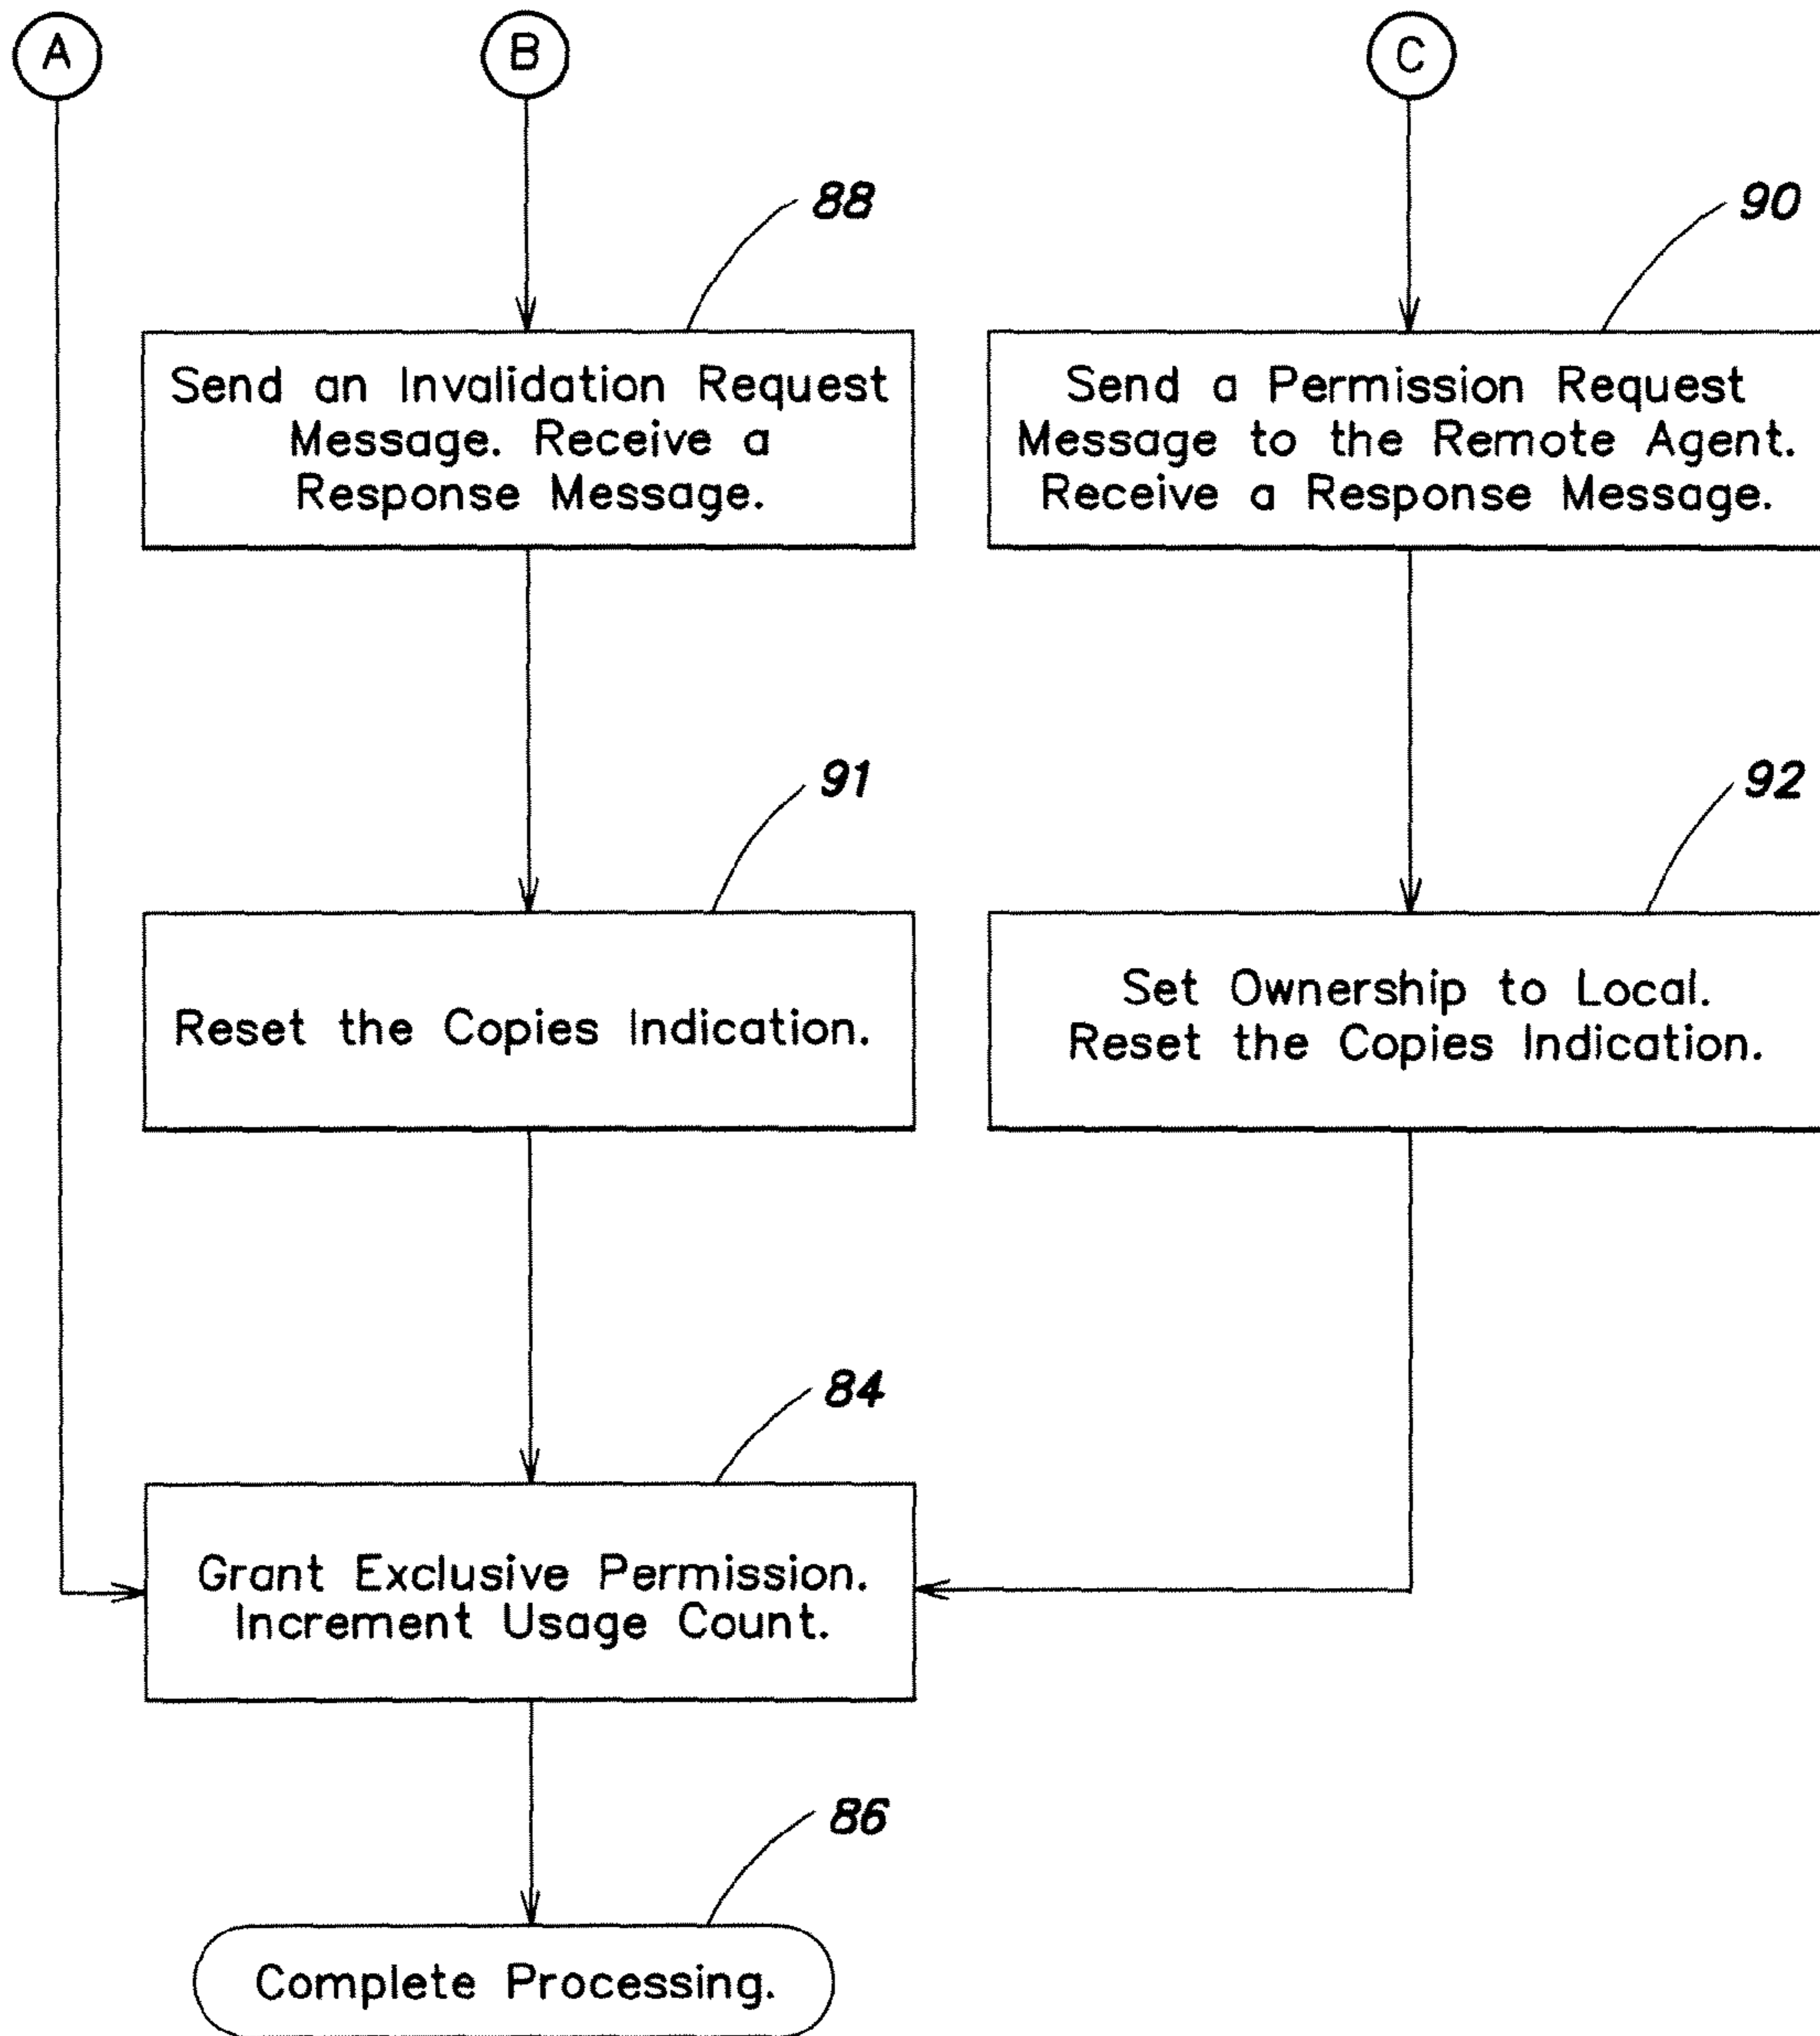 A
B
C
88
90
Send an Invalidation Request
Message. Receive a
Response Message.
Send a Permission Request
Message to the Remote Agent.
Receive a Response Message.
91
92
Reset the Copies Indication.
Set Ownership to Local.
Reset the Copies Indication.
84
Grant Exclusive Permission.
Increment Usage Count.
86
Complete Processing.